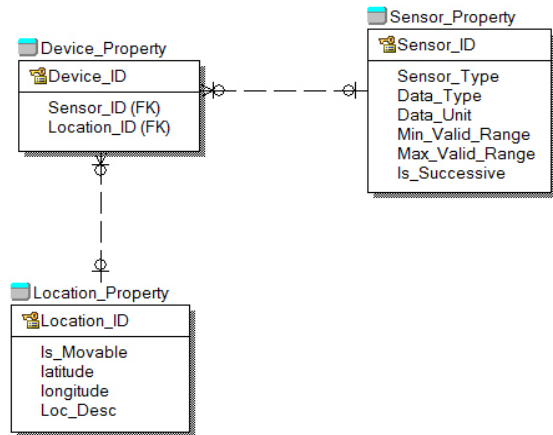 Device_Property
Device_ID
Sensor_ID (FK)
Location_ID (FK)
Sensor_Property
Sensor_ID
Sensor_Type
Data_Type
Data_Unit
Min_Valid_Range
Max_Valid_Range
Is_Successive
Location_Property
Location_ID
Is_Movable
latitude
longitude
Loc_Desc